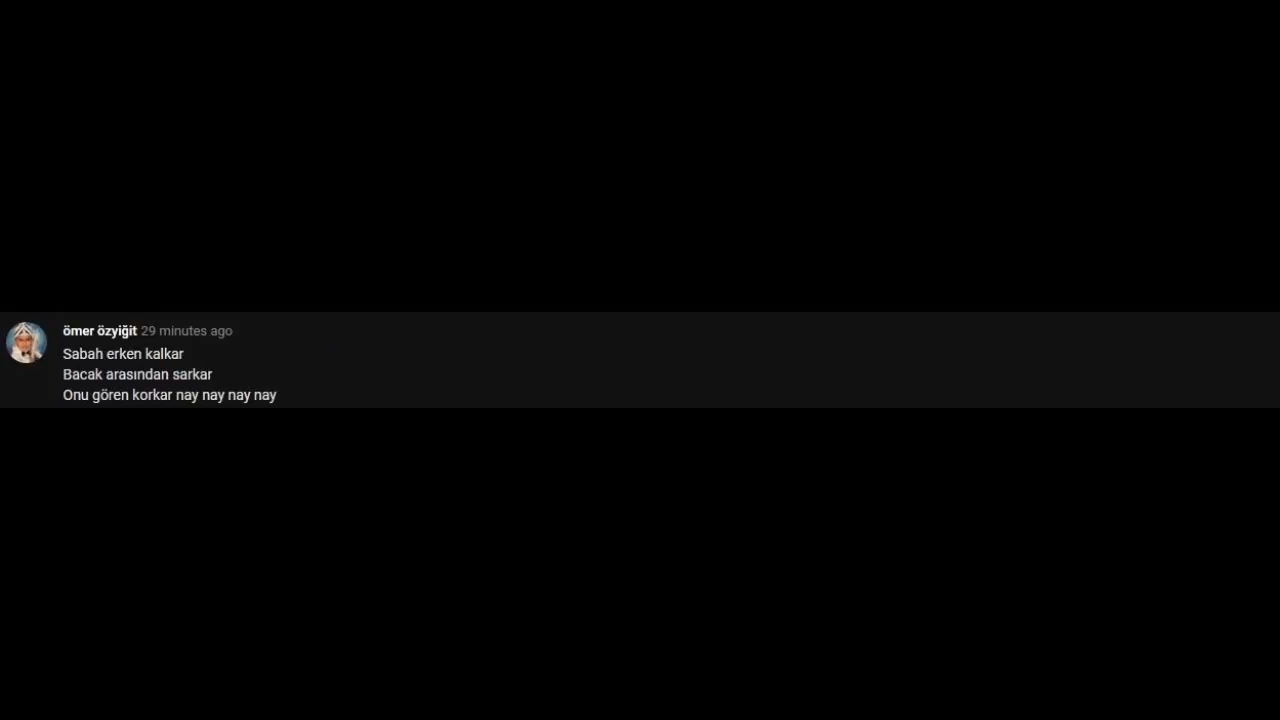 ömer özyiğit 29 minutes ago
Sabah erken kalkar
Bacak arasından sarkar
Onu gören korkar nay nay nay nay